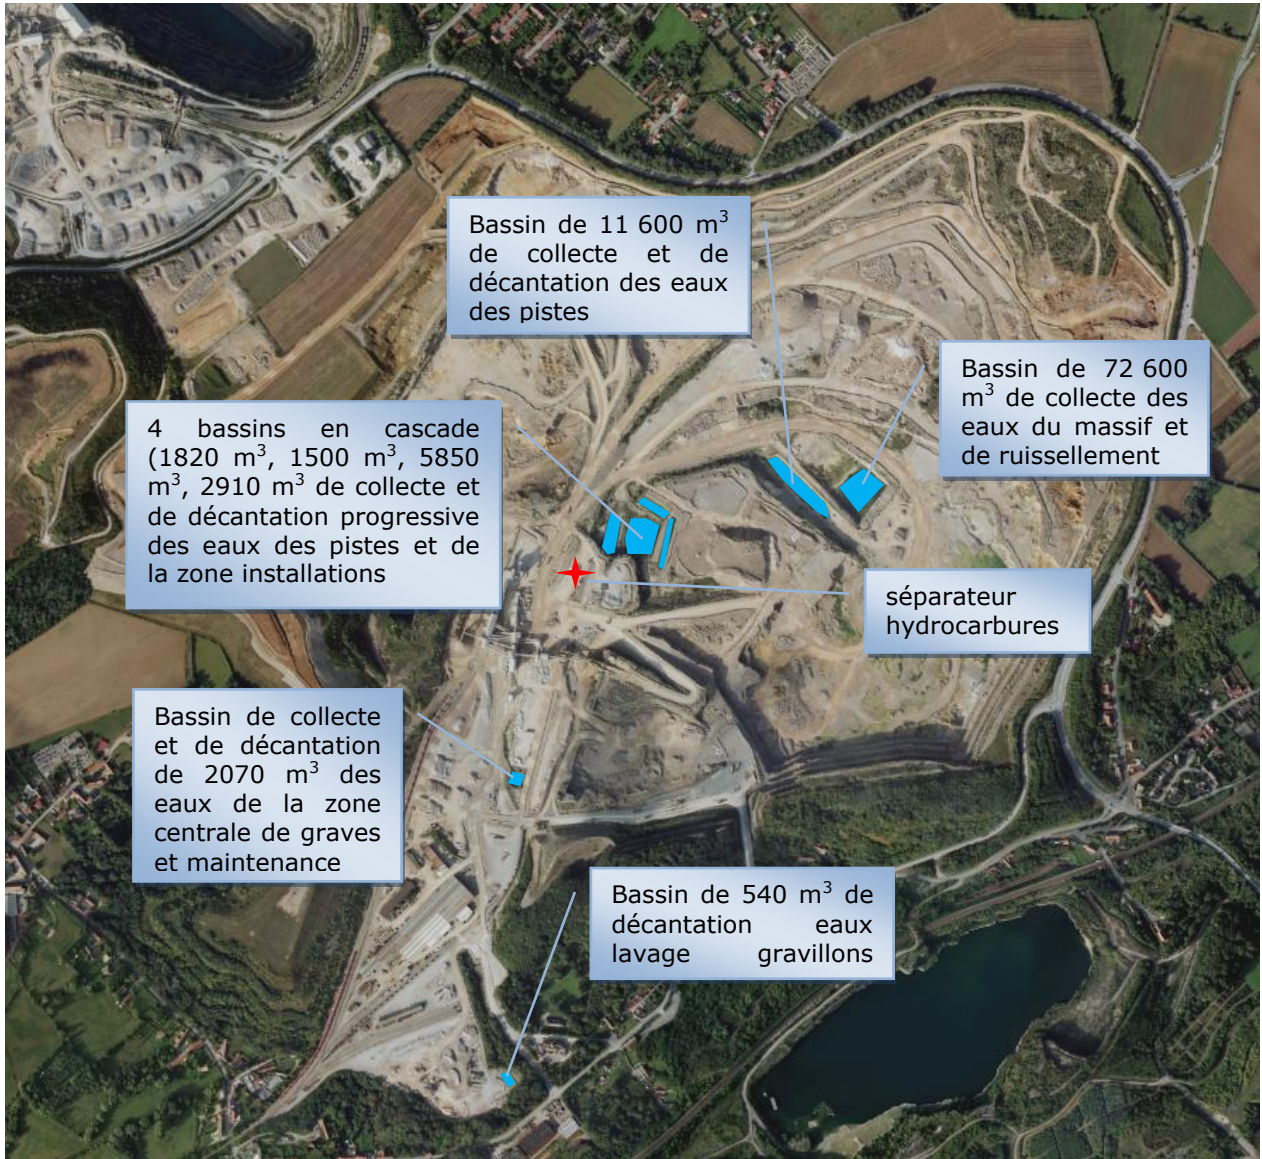 Bassin de 11 600 m³
de collecte et de
décantation des eaux
des pistes
Bassin de 72 600
m³ de collecte des
eaux du massif et
de ruissellement
4 bassins en cascade
(1820 m³, 1500 m³, 5850
m³, 2910 m³ de collecte et
de décantation progressive
des eaux des pistes et de
la zone installations
séparateur
hydrocarbures
Bassin de collecte
et de décantation
de 2070 m³ des
eaux de la zone
centrale de graves
et maintenance
Bassin de 540 m³ de
décantation eaux
lavage gravillons